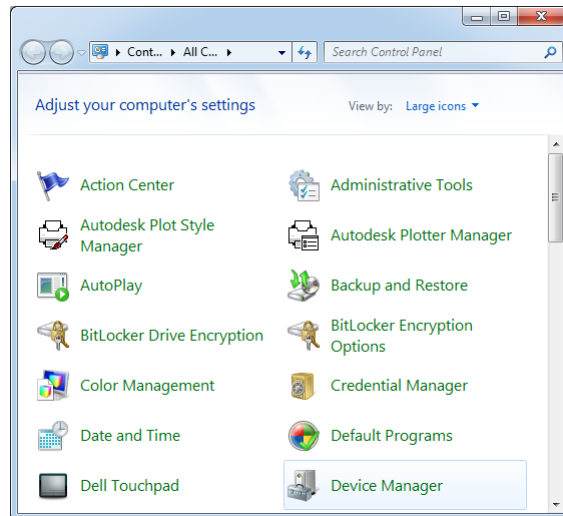 Cont... All C...
Search Control Panel
Adjust your computer's settings
View by: Large icons
Action Center
Administrative Tools
Autodesk Plot Style
Manager
Autodesk Plotter Manager
AutoPlay
Backup and Restore
BitLocker Drive Encryption
BitLocker Encryption
Options
Color Management
Credential Manager
Date and Time
Default Programs
Dell Touchpad
Device Manager